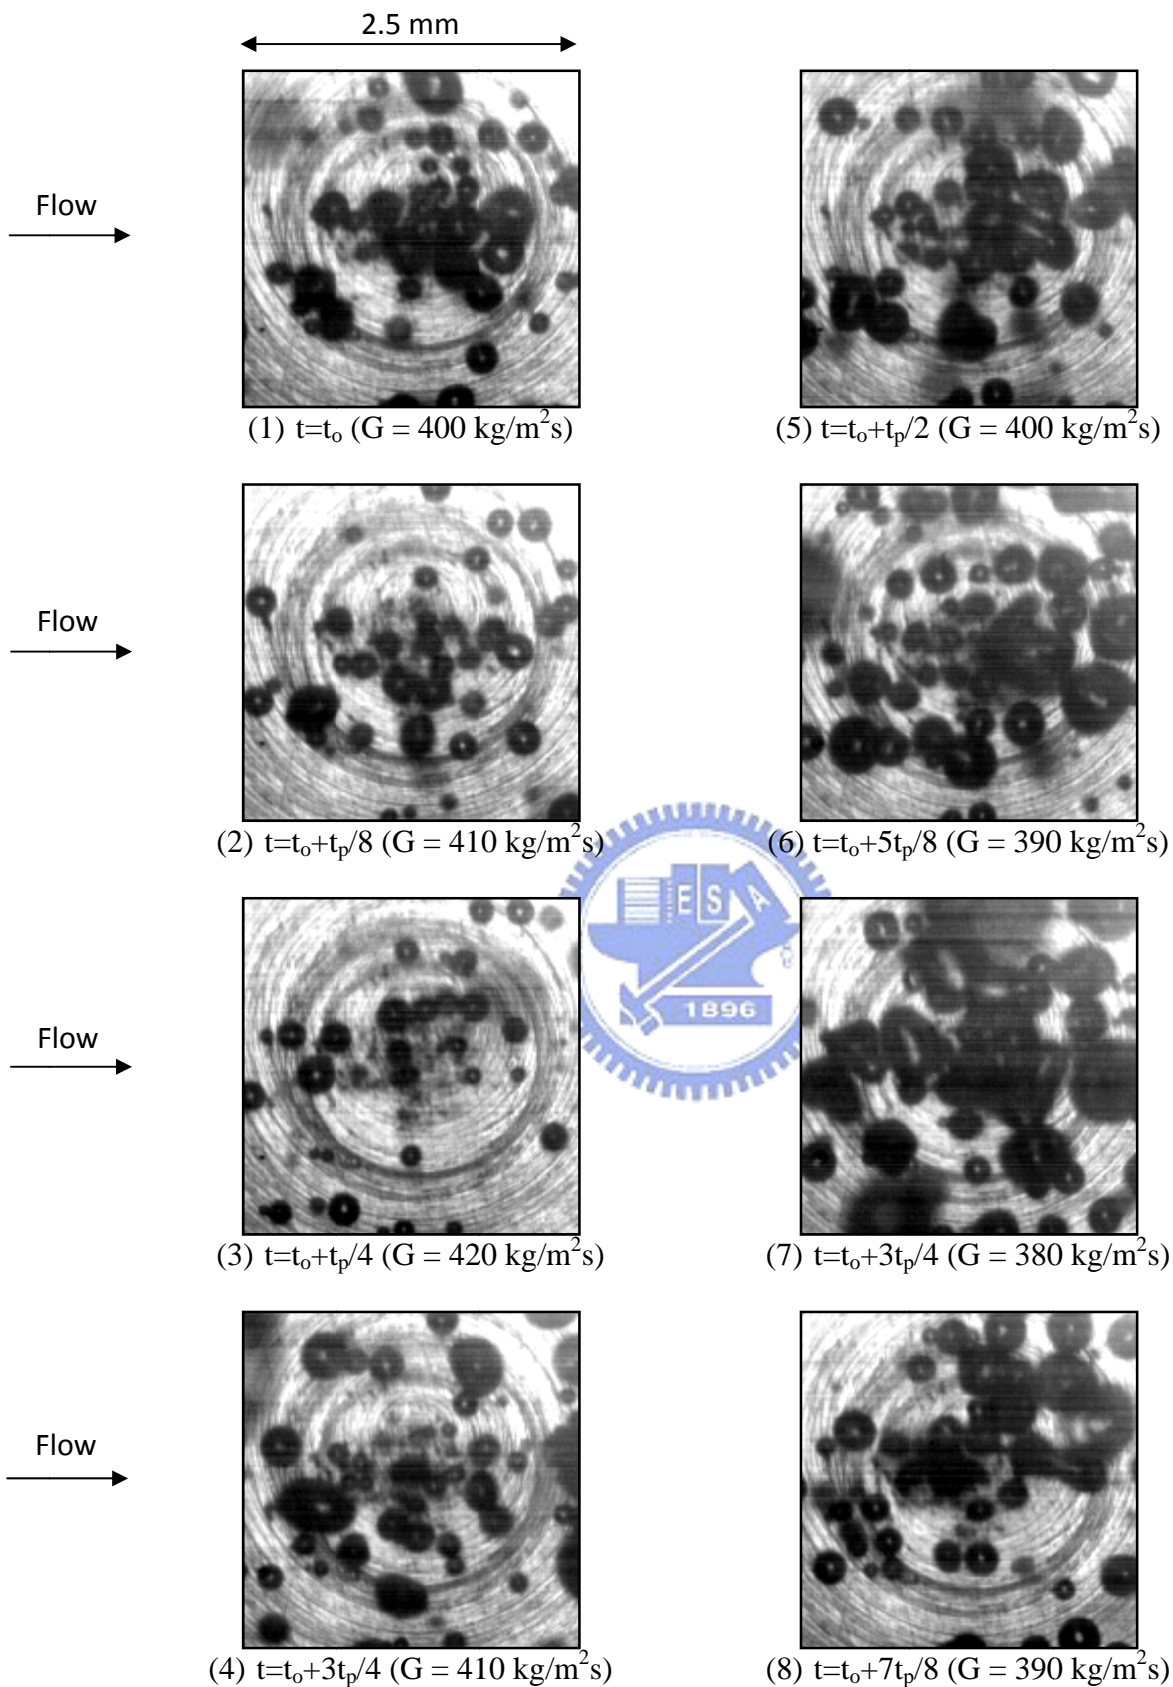 2.5 mm
Flow
(1) t=tₒ (G = 400 kg/m²s)
(5) t=tₒ+tₚ/2 (G = 400 kg/m²s)
Flow
(2) t=tₒ+tₚ/8 (G = 410 kg/m²s)
(6) t=tₒ+5tₚ/8 (G = 390 kg/m²s)
E S A
1896
Flow
(3) t=tₒ+tₚ/4 (G = 420 kg/m²s)
(7) t=tₒ+3tₚ/4 (G = 380 kg/m²s)
Flow
(4) t=tₒ+3tₚ/4 (G = 410 kg/m²s)
(8) t=tₒ+7tₚ/8 (G = 390 kg/m²s)